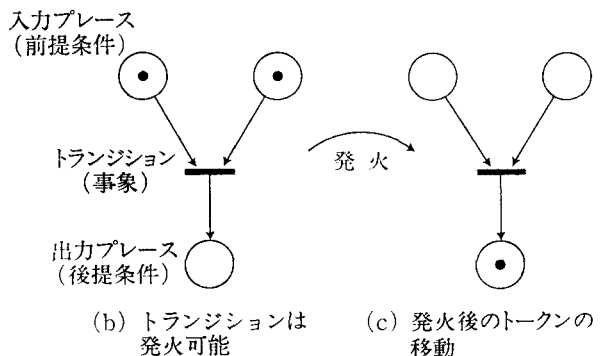 入力プレース
(前提条件)
トランジション
(事象)
発火
出力プレース
(後提条件)
(b) トランジションは
発火可能
(c) 発火後のトークンの
移動